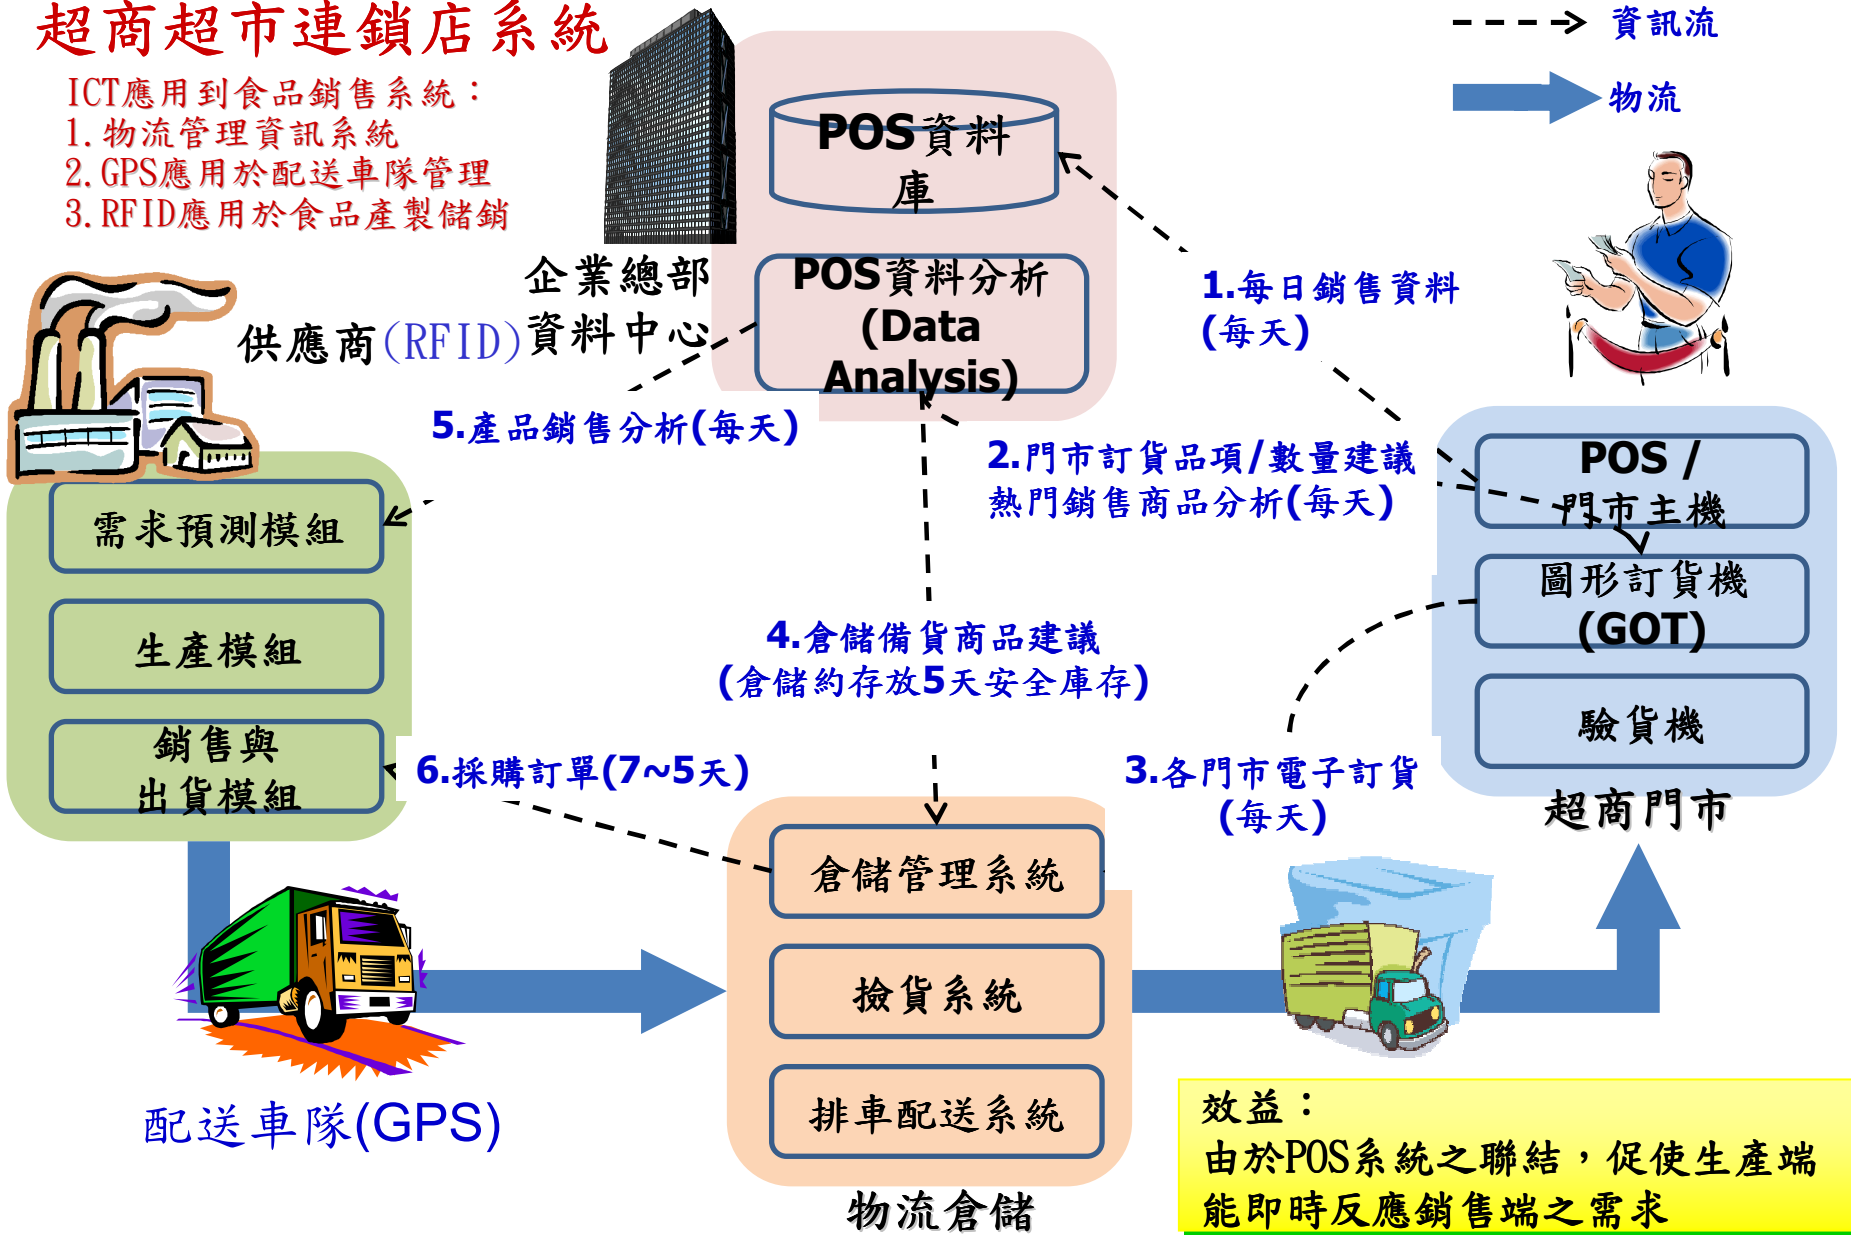 超商超市連鎖店系統
ICT應用到食品銷售系統：
1.物流管理資訊系統
2.GPS應用於配送車隊管理
3.RFID應用於食品產製儲銷
資訊流
物流
POS資料
庫
POS資料分析
(Data
Analysis)
企業總部
資料中心
供應商(RFID)
1.每日銷售資料
(每天)
5.產品銷售分析(每天)
2.門市訂貨品項/數量建議
熱門銷售商品分析(每天)
POS /
門市主機
圖形訂貨機
(GOT)
驗貨機
超商門市
需求預測模組
生產模組
銷售與
出貨模組
4.倉儲備貨商品建議
(倉儲約存放5天安全庫存)
6.採購訂單(7~5天)
3.各門市電子訂貨
(每天)
倉儲管理系統
撿貨系統
排車配送系統
物流倉儲
配送車隊(GPS)
效益：
由於POS系統之聯結，促使生產端
能即時反應銷售端之需求